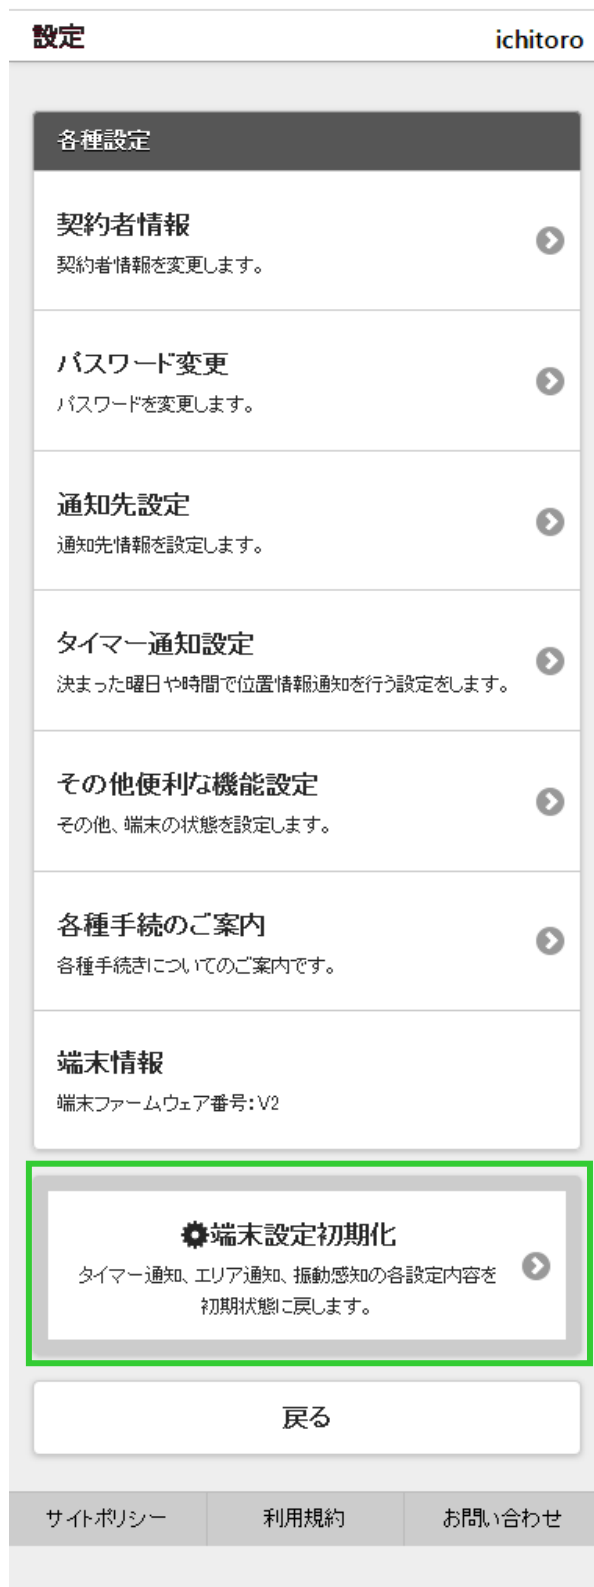 設定 ichitoro
各種設定
契約者情報
契約者情報を変更します。
パスワード変更
パスワードを変更します。
通知先設定
通知先情報を設定します。
タイマー通知設定
決まった曜日や時間で位置情報通知を行う設定をします。
その他便利な機能設定
その他、端末の状態を設定します。
各種手続のご案内
各種手続きについてのご案内です。
端末情報
端末ファームウェア番号:V2
端末設定初期化
タイマー通知、エリア通知、振動感知の各設定内容を
初期状態に戻します。
戻る
サイトポリシー 利用規約 お問い合わせ